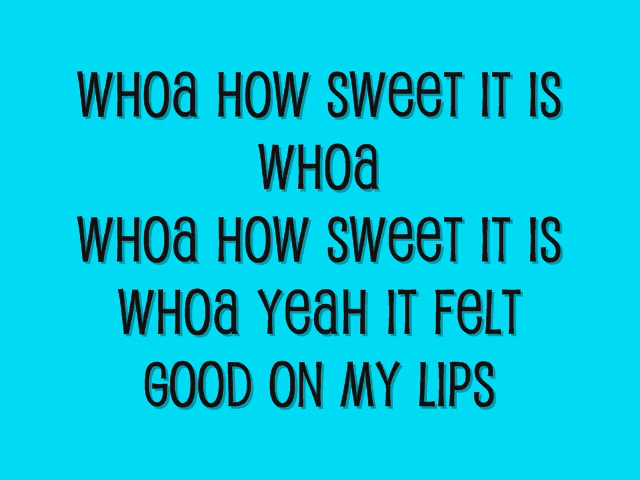 WHOA HOW SWEET IT IS
WHOA
WHOA HOW SWEET IT IS
WHOA YEAH IT FELT
GOOD ON MY LIPS